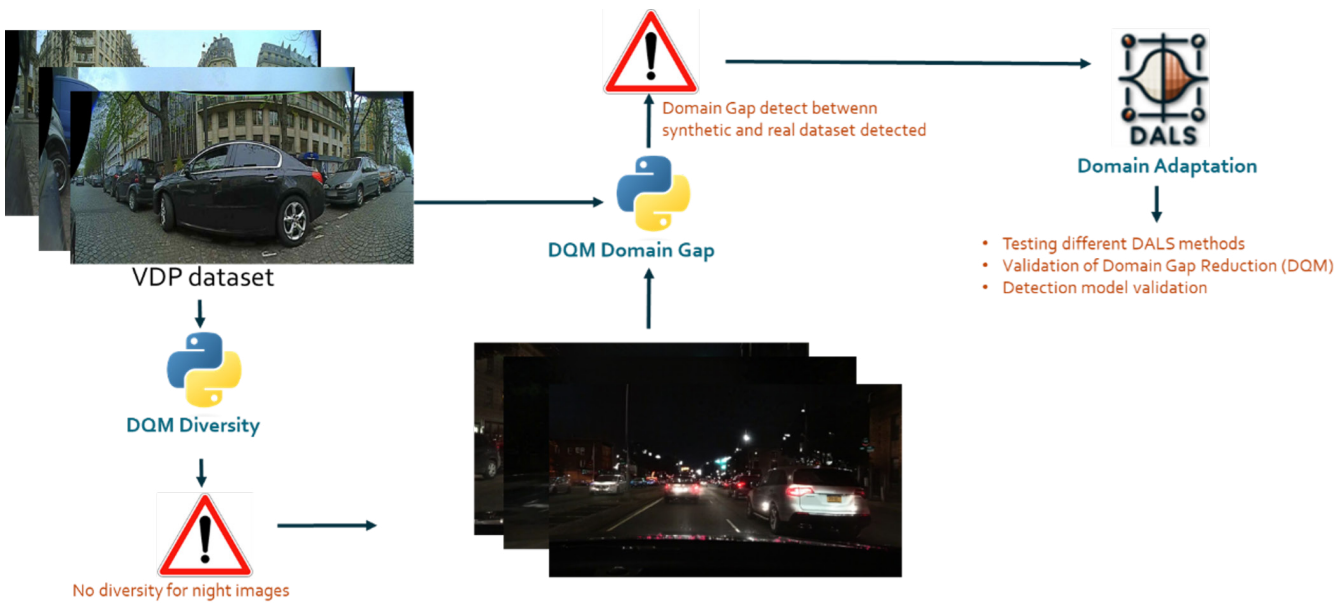 Domain Gap detect betwenn
synthetic and real dataset detected
DALS
Domain Adaptation
DQM Domain Gap
• Testing different DALS methods
• Validation of Domain Gap Reduction (DQM)
• Detection model validation
VDP dataset
DQM Diversity
No diversity for night images